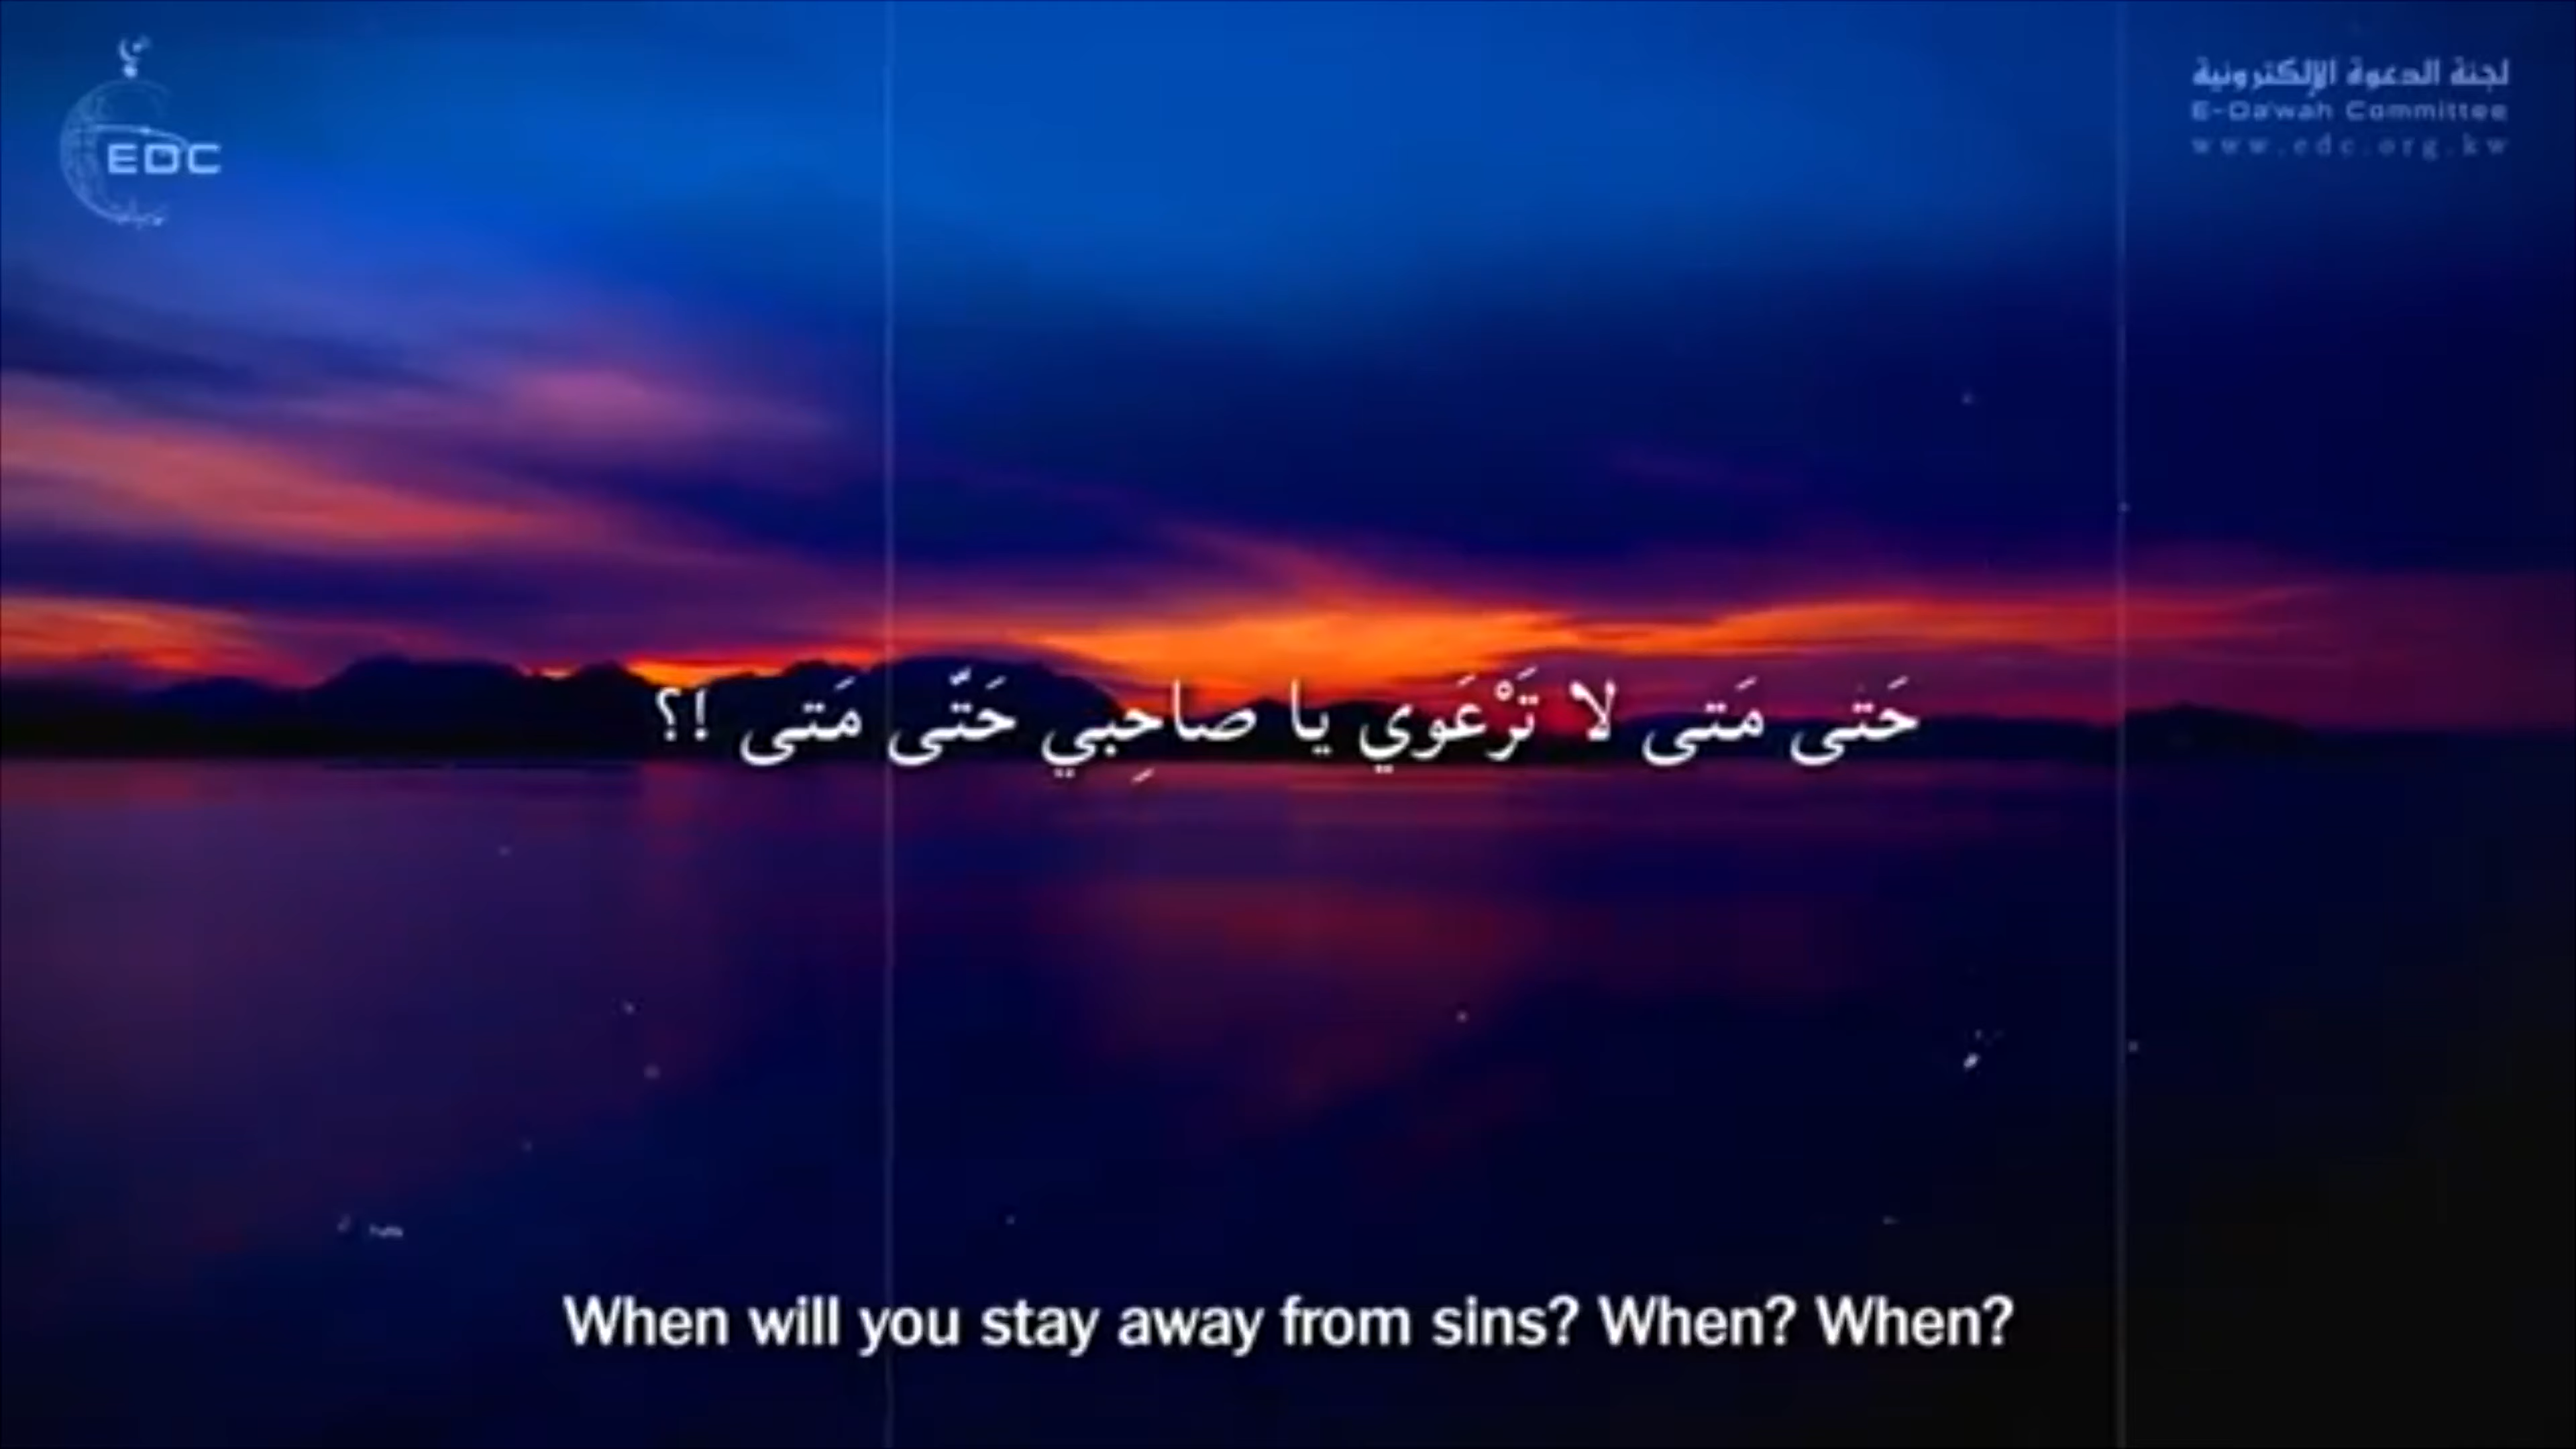 EDC
لجنة الدعوة الإلكترونية
E-Da'wah Committee
www.edc.org.kw
حَتى مَتى لا تَرْعَوي يا صاحِبي حَتّى مَتى !؟
When will you stay away from sins? When? When?